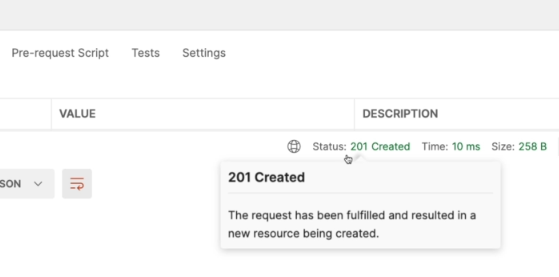 Pre-request Script Tests Settings
VALUE DESCRIPTION
Status: 201 Created Time: 10 ms Size: 258 B
SON
201 Created
The request has been fulfilled and resulted in a
new resource being created.